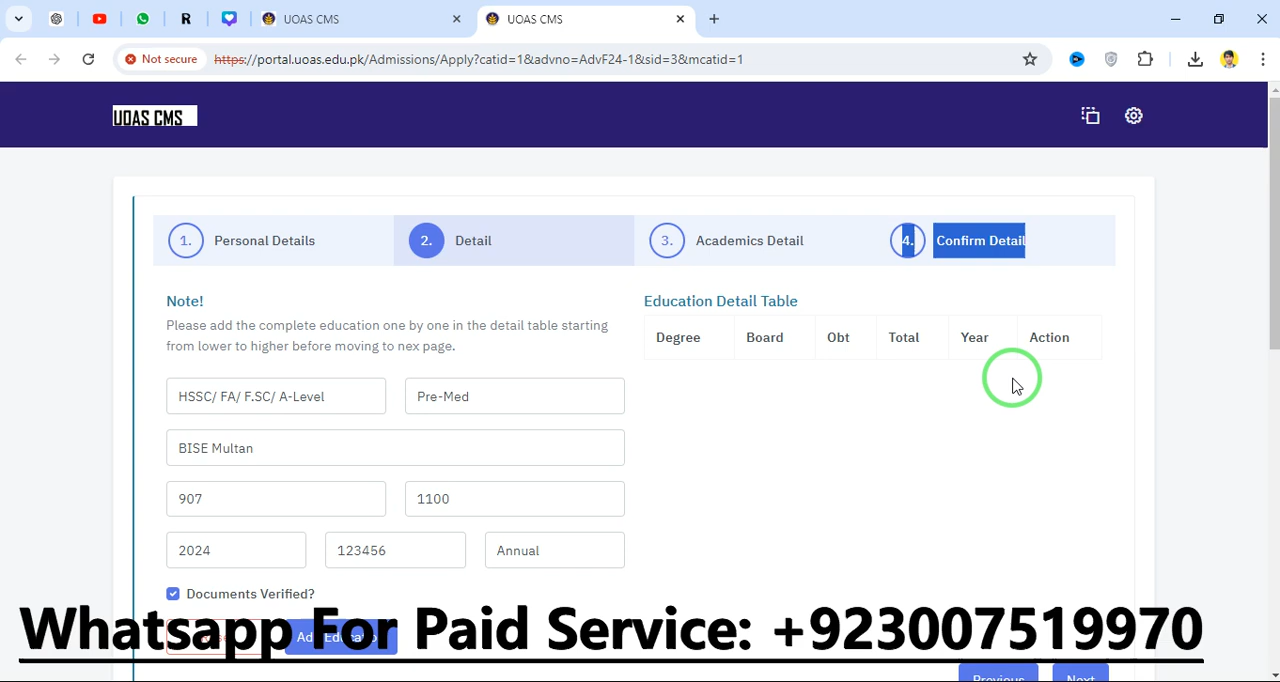 UOAS CMS
UOAS CMS
Not secure
https://portal.uoas.edu.pk/Admissions/Apply?catid=1&advno=AdvF24-1&sid=3&mcatid=1
UOAS CMS
1. Personal Details
2. Detail
3. Academics Detail
4. Confirm Detail
Note!
Please add the complete education one by one in the detail table starting
from lower to higher before moving to nex page.
HSSC/ FA/ F.SC/ A-Level
Pre-Med
BISE Multan
907
1100
2024
123456
Annual
Documents Verified?
Education Detail Table
Degree
Board
Obt
Total
Year
Action
Whatsapp For Paid Service: +923007519970
Previous
Next